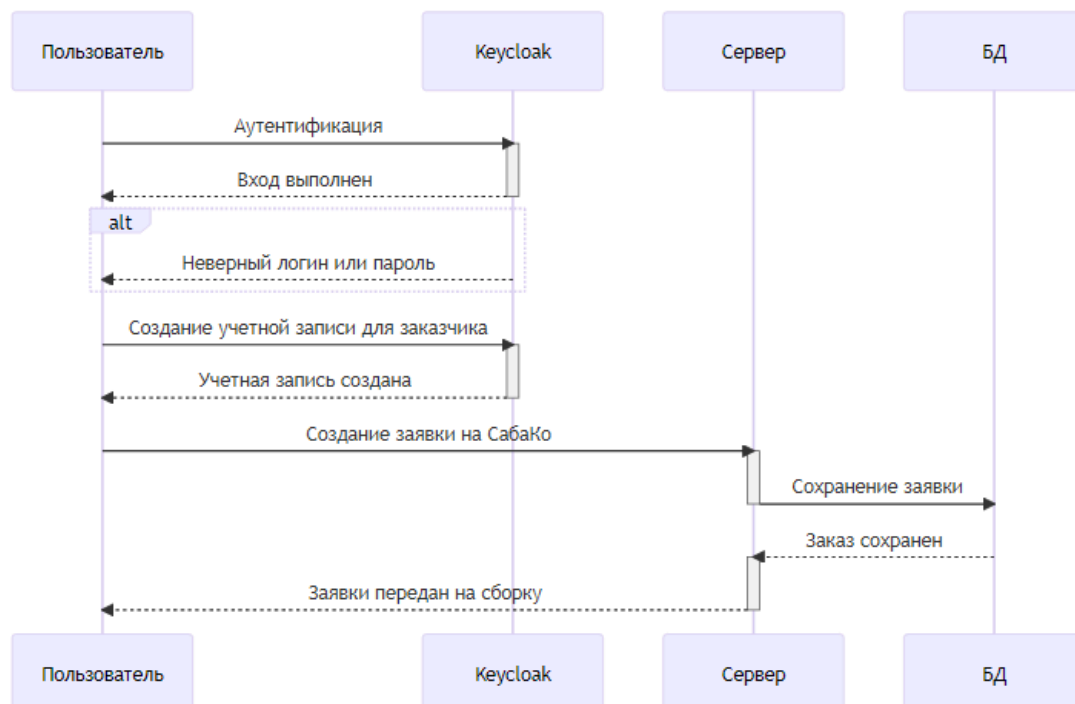 Пользователь
Keycloak
Сервер
БД
Аутентификация
Вход выполнен
alt
Неверный логин или пароль
Создание учетной записи для заказчика
Учетная запись создана
Создание заявки на СабаКо
Сохранение заявки
Заказ сохранен
Заявки передан на сборку
Пользователь
Keycloak
Сервер
БД